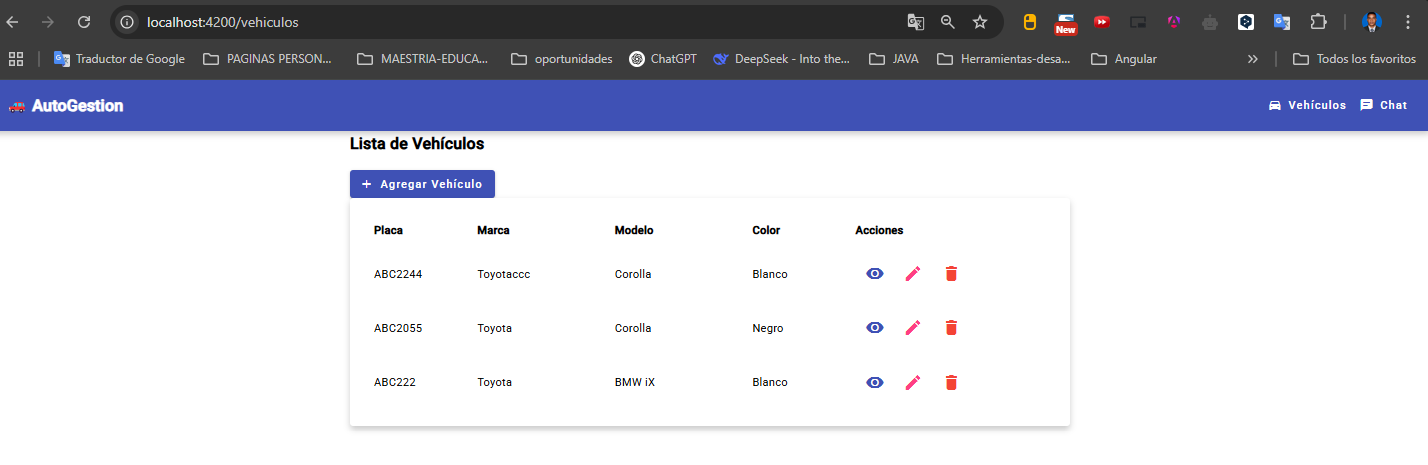 localhost:4200/vehiculos
New
Traductor de Google PAGINAS PERSON... MAESTRIA-EDUCA... oportunidades ChatGPT DeepSeek - Into the... JAVA Herramientas-desa... Angular Todos los favoritos
AutoGestion Vehículos Chat
Lista de Vehículos
+ Agregar Vehículo
Placa Marca Modelo Color Acciones
ABC2244 Toyotaccc Corolla Blanco
ABC2055 Toyota Corolla Negro
ABC222 Toyota BMW iX Blanco